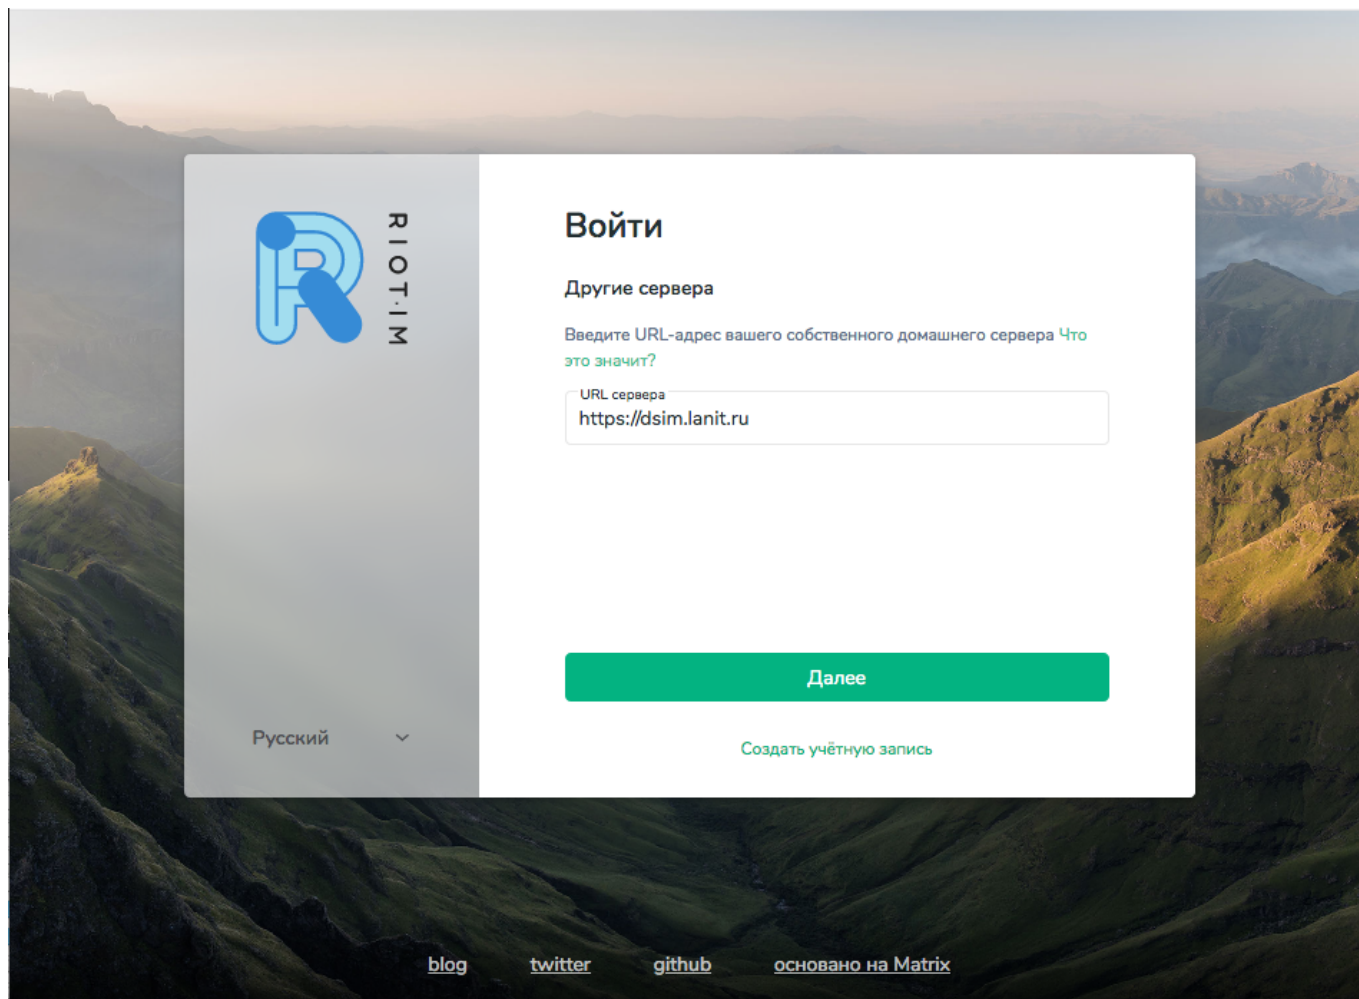 RIOT·IM
Войти
Другие сервера
Введите URL-адрес вашего собственного домашнего сервера Что
это значит?
URL сервера
https://dsim.lanit.ru
Далее
Русский
Создать учётную запись
blog twitter github основано на Matrix